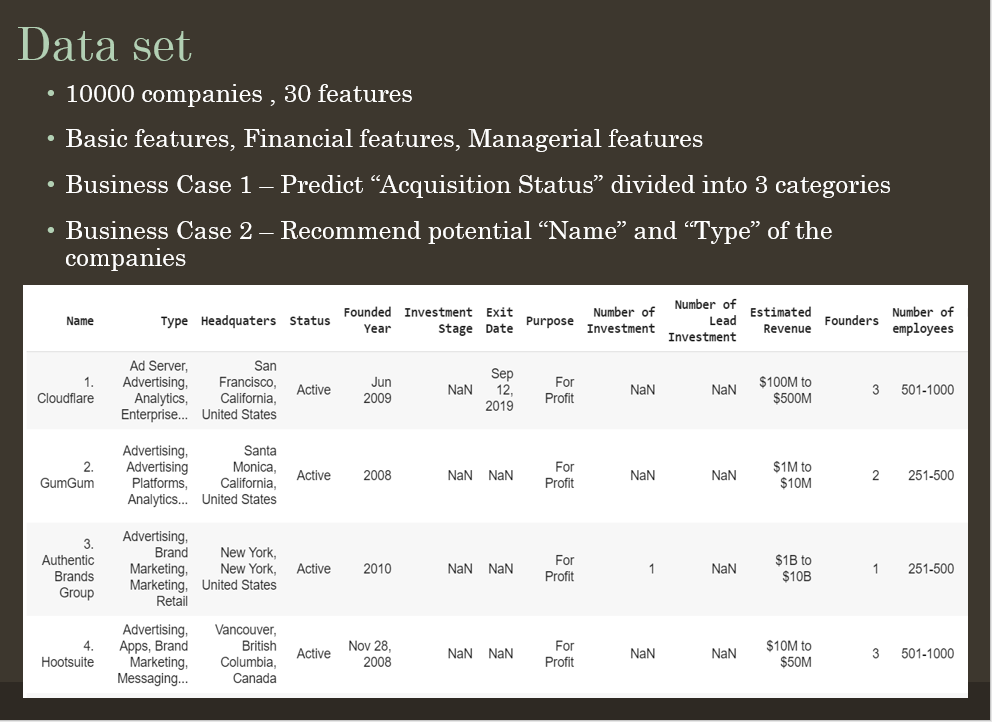 Data set
• 10000 companies , 30 features
• Basic features, Financial features, Managerial features
• Business Case 1 – Predict “Acquisition Status” divided into 3 categories
• Business Case 2 – Recommend potential “Name” and “Type” of the
companies
Name Type Headquaters Status Founded Year Investment Stage Exit Date Purpose Number of Investment Number of Lead Investment Estimated Revenue Founders Number of employees
1. Cloudflare Ad Server, Advertising, Analytics, Enterprise... San Francisco, California, United States Active Jun 2009 NaN Sep 12, 2019 For Profit NaN NaN $100M to $500M 3 501-1000
2. GumGum Advertising, Advertising Platforms, Analytics... Santa Monica, California, United States Active 2008 NaN NaN For Profit NaN NaN $1M to $10M 2 251-500
3. Authentic Brands Group Advertising, Brand Marketing, Marketing, Retail New York, New York, United States Active 2010 NaN NaN For Profit 1 NaN $1B to $10B 1 251-500
4. Hootsuite Advertising, Apps, Brand Marketing, Messaging... Vancouver, British Columbia, Canada Active Nov 28, 2008 NaN NaN For Profit NaN NaN $10M to $50M 3 501-1000